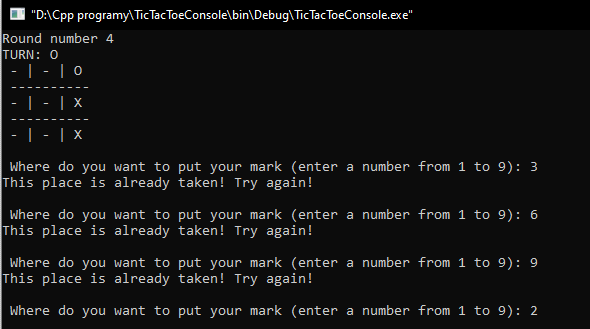 "D:\Cpp programy\TicTacToeConsole\bin\Debug\TicTacToeConsole.exe"
Round number 4
TURN: O
- | - | O
----------
- | - | X
----------
- | - | X
Where do you want to put your mark (enter a number from 1 to 9): 3
This place is already taken! Try again!
Where do you want to put your mark (enter a number from 1 to 9): 6
This place is already taken! Try again!
Where do you want to put your mark (enter a number from 1 to 9): 9
This place is already taken! Try again!
Where do you want to put your mark (enter a number from 1 to 9): 2